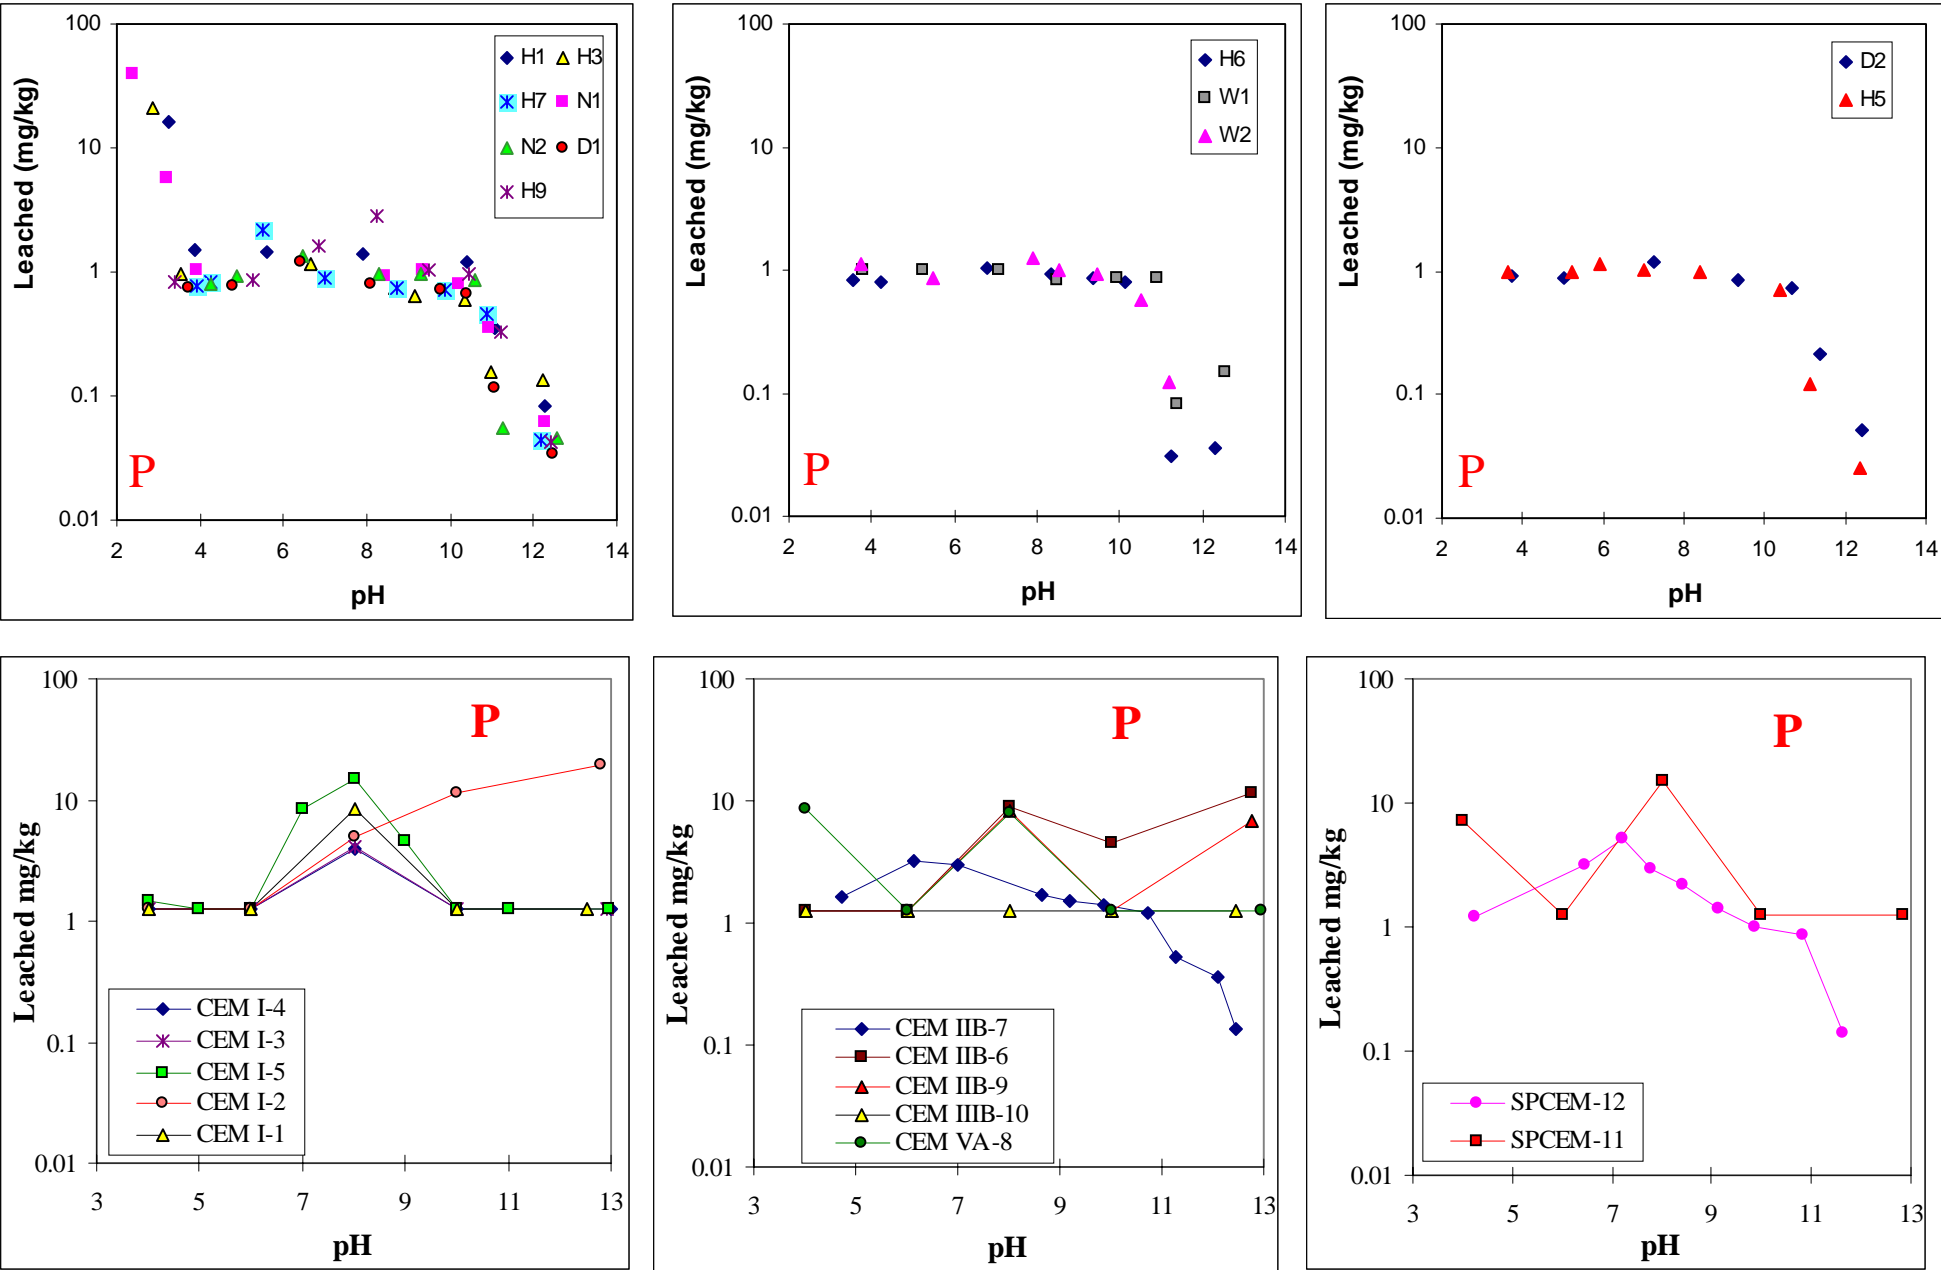 100
10
1
0.1
0.01
Leached (mg/kg)
H1 H3
H7 N1
N2 D1
H9
P
2 4 6 8 10 12 14
pH
100
10
1
0.1
0.01
Leached (mg/kg)
H6
W1
W2
P
2 4 6 8 10 12 14
pH
100
10
1
0.1
0.01
Leached (mg/kg)
D2
H5
P
2 4 6 8 10 12 14
pH
100
10
1
0.1
0.01
Leached mg/kg
P
CEM I-4
CEM I-3
CEM I-5
CEM I-2
CEM I-1
3 5 7 9 11 13
pH
100
10
1
0.1
0.01
Leached mg/kg
P
CEM IIB-7
CEM IIB-6
CEM IIB-9
CEM IIIB-10
CEM VA-8
3 5 7 9 11 13
pH
100
10
1
0.1
0.01
Leached mg/kg
P
SPCEM-12
SPCEM-11
3 5 7 9 11 13
pH